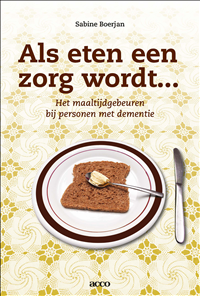 Sabine Boerjan
Als eten een
zorg wordt...
Het maaltijdgebeuren
bij personen met dementie
acco